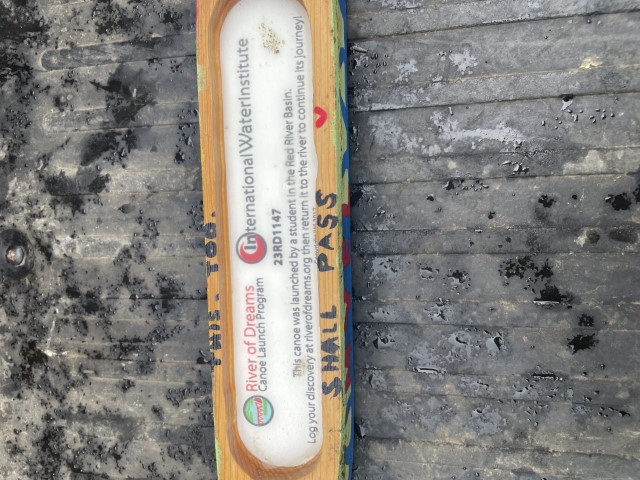 THIS. TOO.
River of Dreams
Canoe Launch Program
International Water Institute
23RD1147
This canoe was launched by a student in the Red River Basin.
Log your discovery at riverofdreams.org then return it to the river to continue its journey!
SHALL PASS